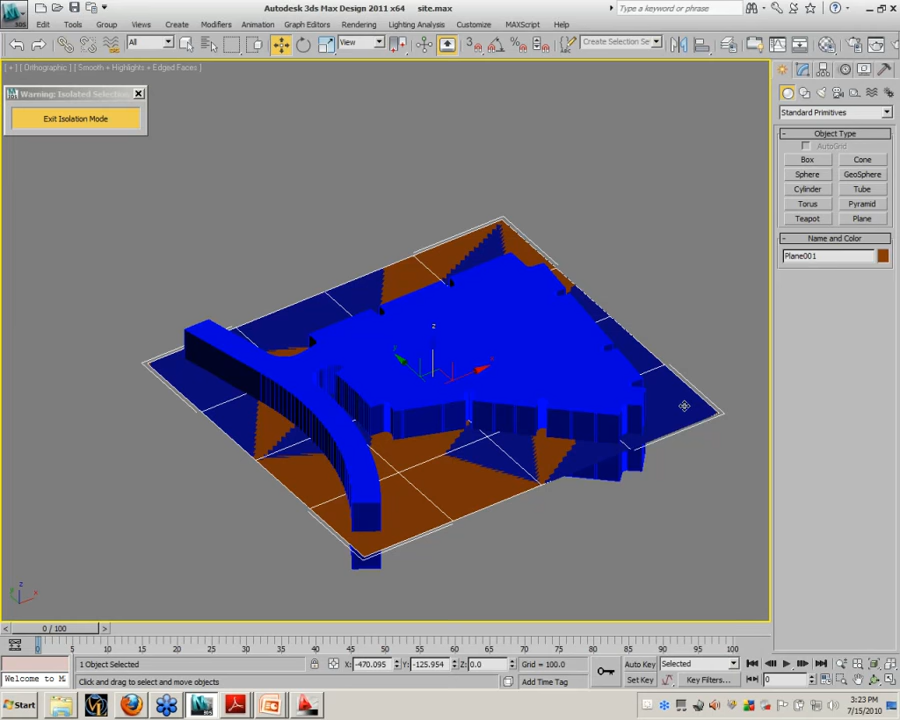 Autodesk 3ds Max Design 2011 x64 site.max
Type a keyword or phrase
Edit Tools Group Views Create Modifiers Animation Graph Editors Rendering Lighting Analysis Customize MAXScript Help
All
View
Create Selection Se
[ + ] [ Orthographic ] [ Smooth + Highlights + Edged Faces ]
Warning: Isolated Selection
Exit Isolation Mode
Standard Primitives
- Object Type
AutoGrid
Box Cone
Sphere GeoSphere
Cylinder Tube
Torus Pyramid
Teapot Plane
- Name and Color
Plane001
z
y x
z
x
0 / 100
0 5 10 15 20 25 30 35 40 45 50 55 60 65 70 75 80 85 90 95 100
1 Object Selected X: -470.095 Y: -125.954 Z: 0.0 Grid = 100.0 Auto Key Selected
Welcome to M Click and drag to select and move objects Add Time Tag Set Key Key Filters... 0
Start
3:23 PM
7/15/2010